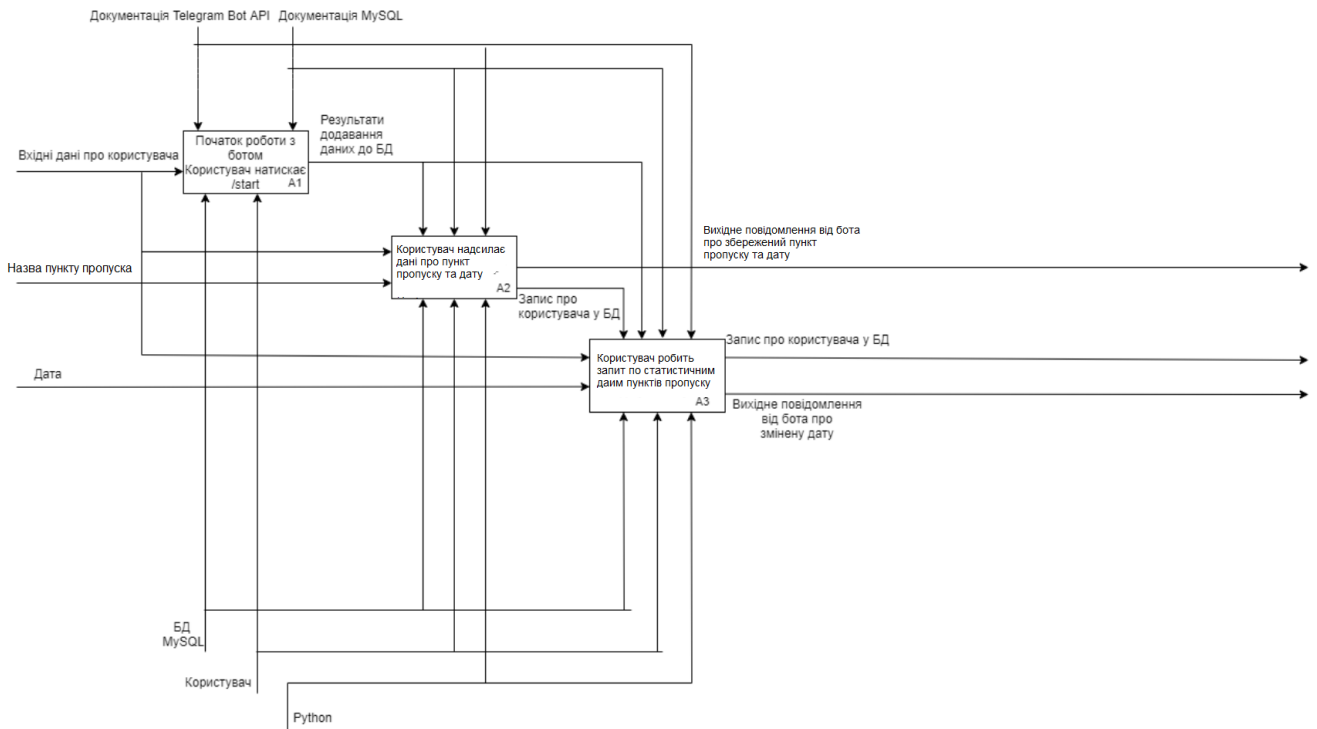 Документація Telegram Bot API
Документація MySQL
Початок роботи з
ботом
Користувач натискає
/start
A1
Вхідні дані про користувача
Результати
додавання
даних до БД
Користувач надсилає
дані про пункт
пропуску та дату
A2
Назва пункту пропуска
Вихідне повідомлення від бота
про збережений пункт
пропуску та дату
Запис про
користувача у БД
Користувач робить
запит по статистичним
даим пунктів пропуску
A3
Запис про користувача у БД
Дата
Вихідне повідомлення
від бота про
змінену дату
БД
MySQL
Користувач
Python